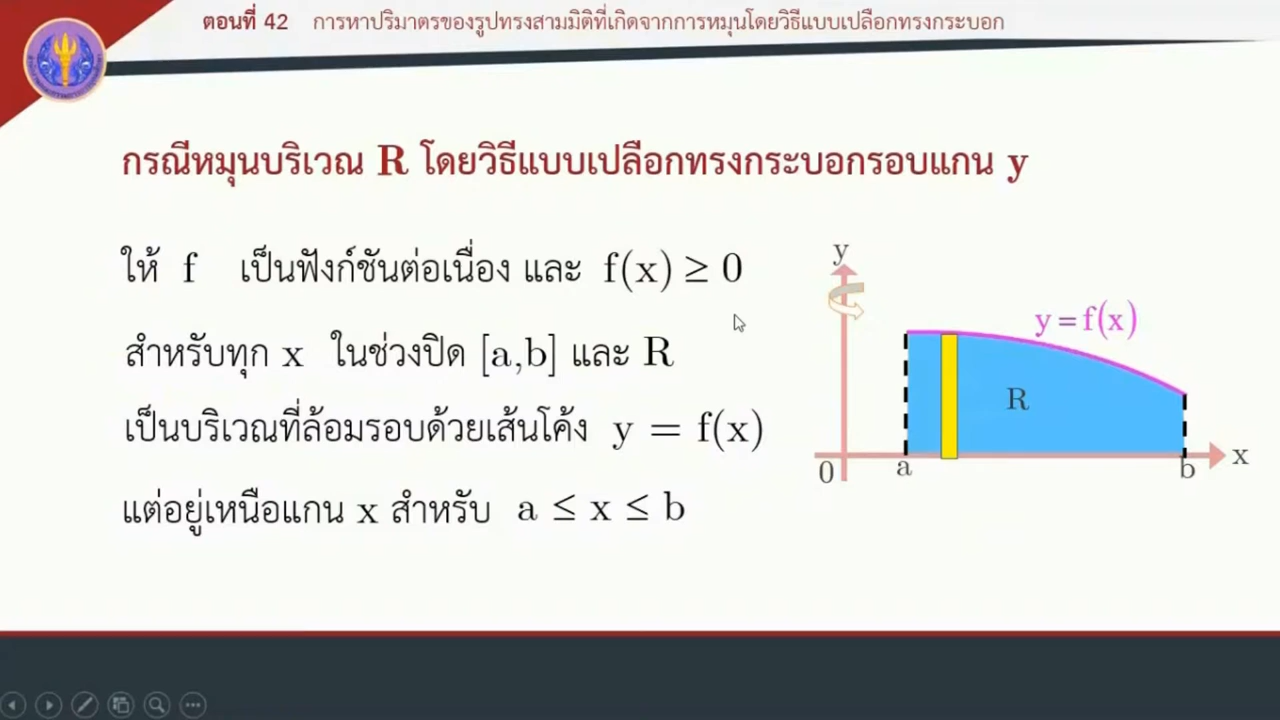 ตอนที่ 42 การหาปริมาตรของรูปทรงสามมิติที่เกิดจากการหมุนโดยวิธีแบบเปลือกทรงกระบอก
กรณีหมุนบริเวณ R โดยวิธีแบบเปลือกทรงกระบอกรอบแกน y
ให้ f เป็นฟังก์ชันต่อเนื่อง และ f(x) ≥ 0
สำหรับทุก x ในช่วงปิด [a,b] และ R
เป็นบริเวณที่ล้อมรอบด้วยเส้นโค้ง y = f(x)
แต่อยู่เหนือแกน x สำหรับ a ≤ x ≤ b
y
y = f(x)
R
0 a b x